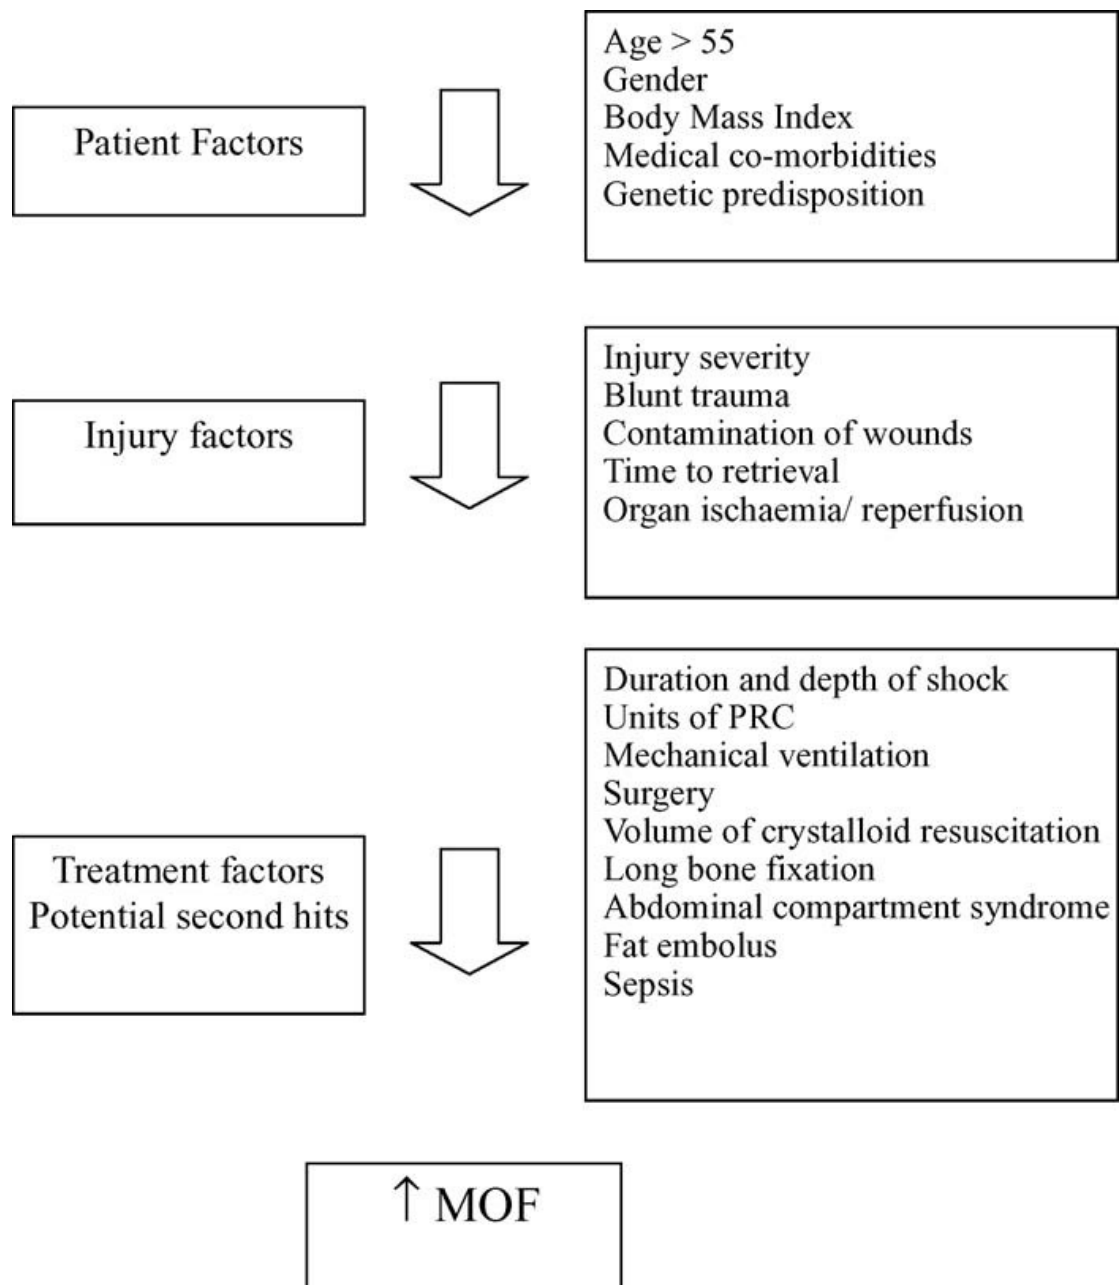 Patient Factors
Age > 55
Gender
Body Mass Index
Medical co-morbidities
Genetic predisposition
Injury factors
Injury severity
Blunt trauma
Contamination of wounds
Time to retrieval
Organ ischaemia/ reperfusion
Treatment factors
Potential second hits
Duration and depth of shock
Units of PRC
Mechanical ventilation
Surgery
Volume of crystalloid resuscitation
Long bone fixation
Abdominal compartment syndrome
Fat embolus
Sepsis
↑ MOF